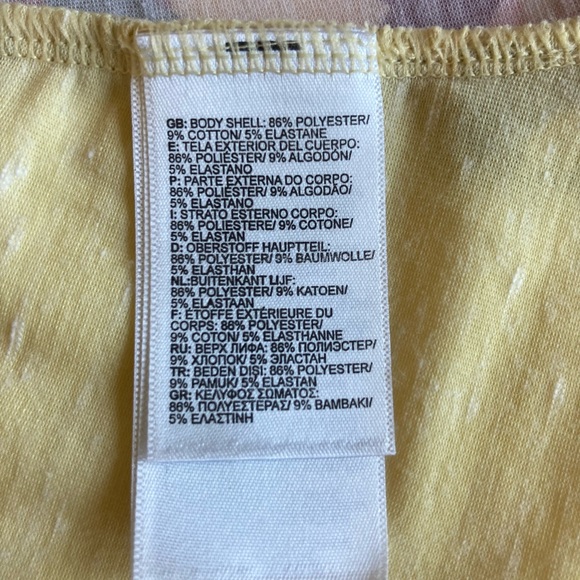 GB: BODY SHELL: 86% POLYESTER/
9% COTTON/ 5% ELASTANE
E: TELA EXTERIOR DEL CUERPO:
86% POLIÉSTER/ 9% ALGODÓN/
5% ELASTANO
P: PARTE EXTERNA DO CORPO:
86% POLIÉSTER/ 9% ALGODÃO/
5% ELASTANO
I: STRATO ESTERNO CORPO:
86% POLIESTERE/ 9% COTONE/
5% ELASTAN
D: OBERSTOFF HAUPTTEIL:
86% POLYESTER/ 9% BAUMWOLLE/
5% ELASTHAN
NL:BUITENKANT LIJF:
86% POLYESTER/ 9% KATOEN/
5% ELASTAAN
F: ÉTOFFE EXTÉRIEURE DU
CORPS: 86% POLYESTER/
9% COTON/ 5% ÉLASTHANNE
RU: ВЕРХ ЛИФА: 86% ПОЛИЭСТЕР/
9% ХЛОПОК/ 5% ЭЛАСТАН
TR: BEDEN DISI: 86% POLYESTER/
9% PAMUK/ 5% ELASTAN
GR: ΚΕΛΥΦΟΣ ΣΩΜΑΤΟΣ:
86% ΠΟΛΥΕΣΤΕΡΑΣ/ 9% ΒΑΜΒΑΚΙ/
5% ΕΛΑΣΤΙΝΗ